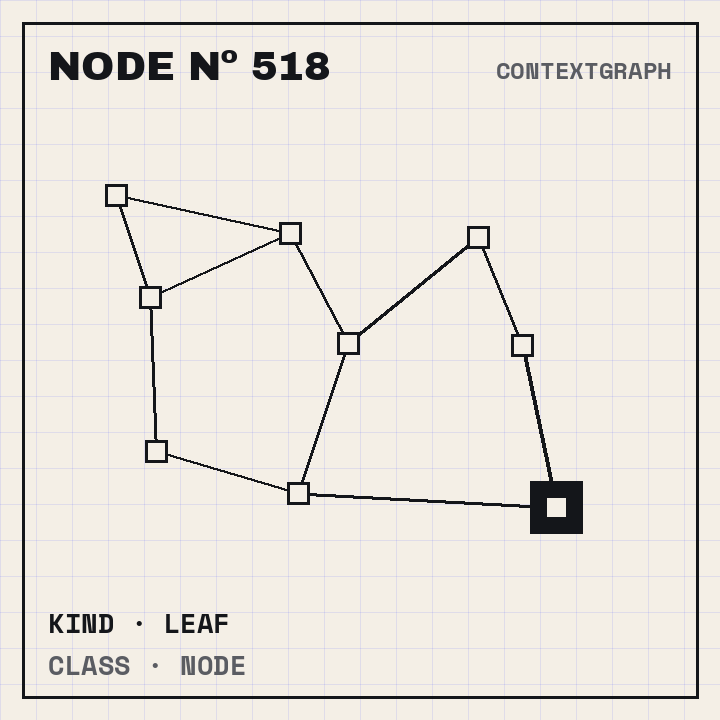 NODE Nº 518
CONTEXTGRAPH
KIND · LEAF
CLASS · NODE